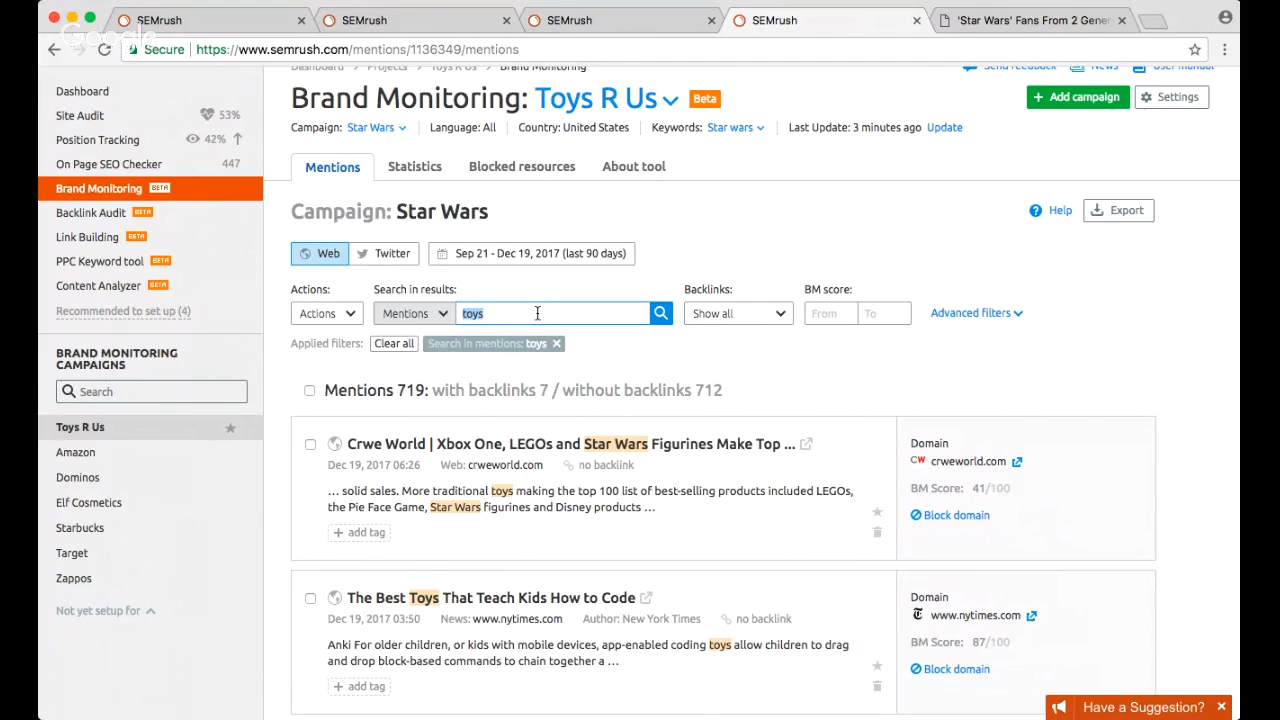 SEMrush
SEMrush
SEMrush
SEMrush
'Star Wars' Fans From 2 Gener
Google
Secure
https://www.semrush.com/mentions/1136349/mentions
Dashboard
Projects
Toys R Us
Brand Monitoring
Send feedback
News
User manual
Dashboard
Site Audit 53%
Position Tracking 42%
On Page SEO Checker 447
Brand Monitoring BETA
Backlink Audit BETA
Link Building BETA
PPC Keyword tool BETA
Content Analyzer BETA
Recommended to set up (4)
BRAND MONITORING
CAMPAIGNS
Search
Toys R Us
Amazon
Dominos
Elf Cosmetics
Starbucks
Target
Zappos
Not yet setup for
Brand Monitoring: Toys R Us Beta
+ Add campaign
Settings
Campaign: Star Wars Language: All Country: United States Keywords: Star wars Last Update: 3 minutes ago Update
Mentions Statistics Blocked resources About tool
Campaign: Star Wars
Help
Export
Web Twitter Sep 21 - Dec 19, 2017 (last 90 days)
Actions: Search in results: Backlinks: BM score:
Actions Mentions toys Show all From To Advanced filters
Applied filters: Clear all Search in mentions: toys ×
Mentions 719: with backlinks 7 / without backlinks 712
Crwe World | Xbox One, LEGOs and Star Wars Figurines Make Top ...
Dec 19, 2017 06:26 Web: crweworld.com no backlink
... solid sales. More traditional toys making the top 100 list of best-selling products included LEGOs,
the Pie Face Game, Star Wars figurines and Disney products ...
+ add tag
Domain
CW crweworld.com
BM Score: 41/100
Block domain
The Best Toys That Teach Kids How to Code
Dec 19, 2017 03:50 News: www.nytimes.com Author: New York Times no backlink
Anki For older children, or kids with mobile devices, app-enabled coding toys allow children to drag
and drop block-based commands to chain together a ...
+ add tag
Domain
T www.nytimes.com
BM Score: 87/100
Block domain
Have a Suggestion? ×